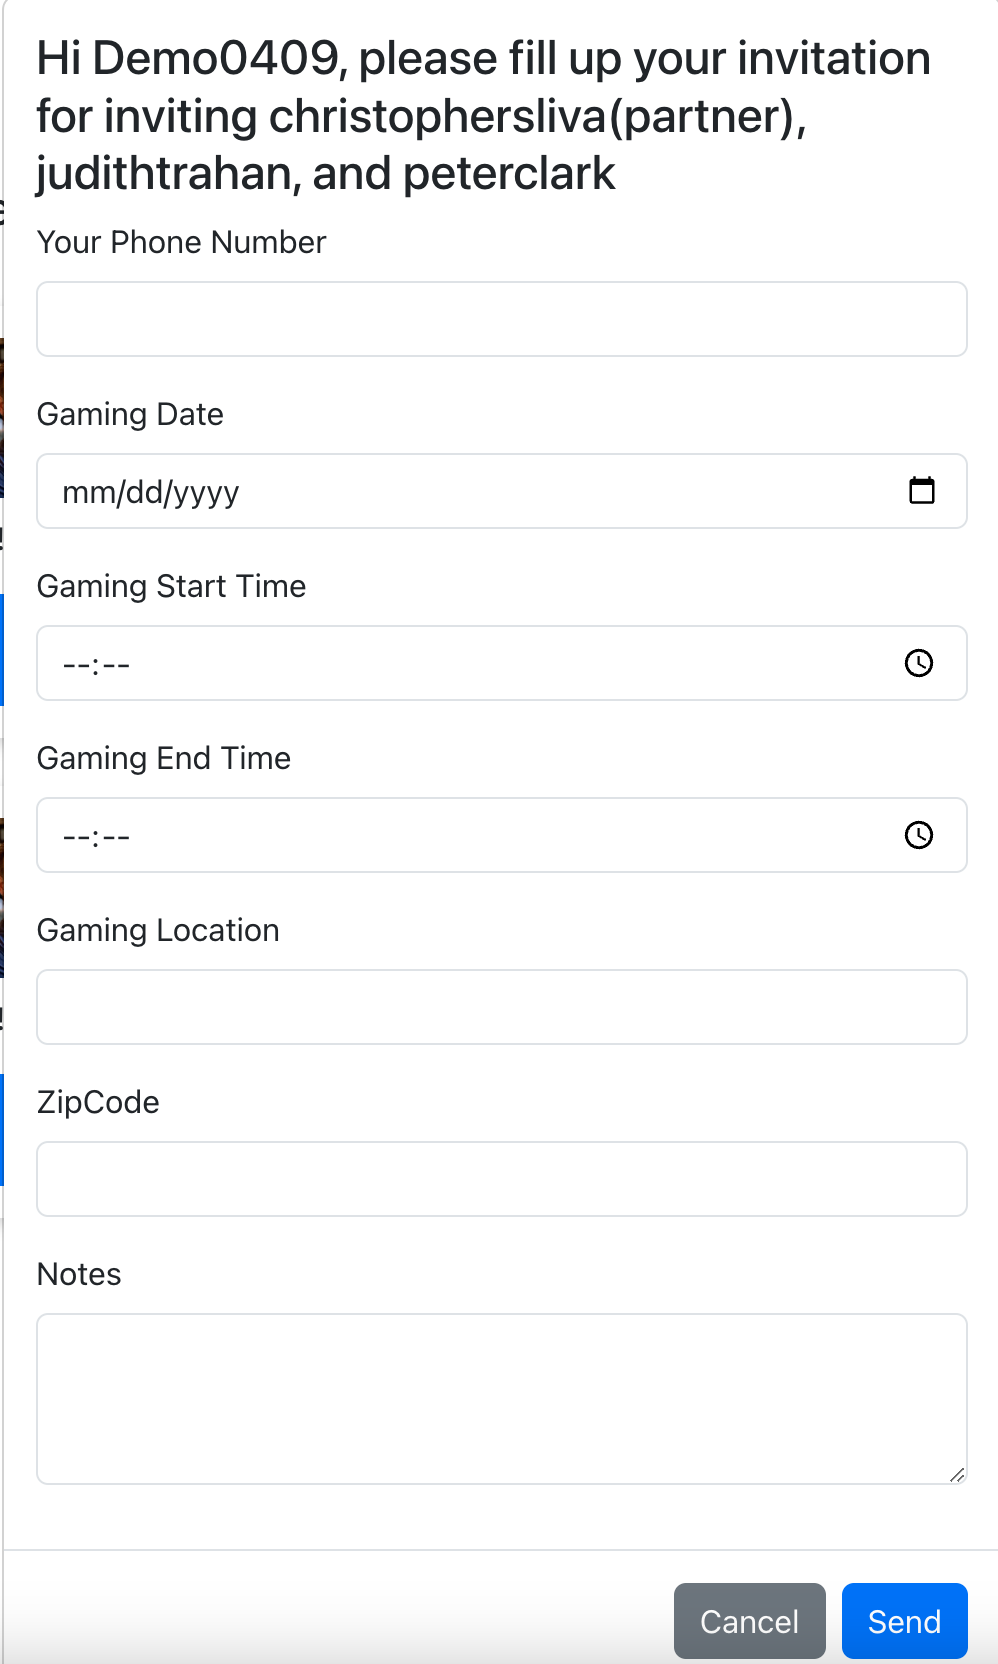 Hi Demo0409, please fill up your invitation
for inviting christophersliva(partner),
judithtrahan, and peterclark
Your Phone Number
Gaming Date
mm/dd/yyyy
Gaming Start Time
--:--
Gaming End Time
--:--
Gaming Location
ZipCode
Notes
Cancel Send